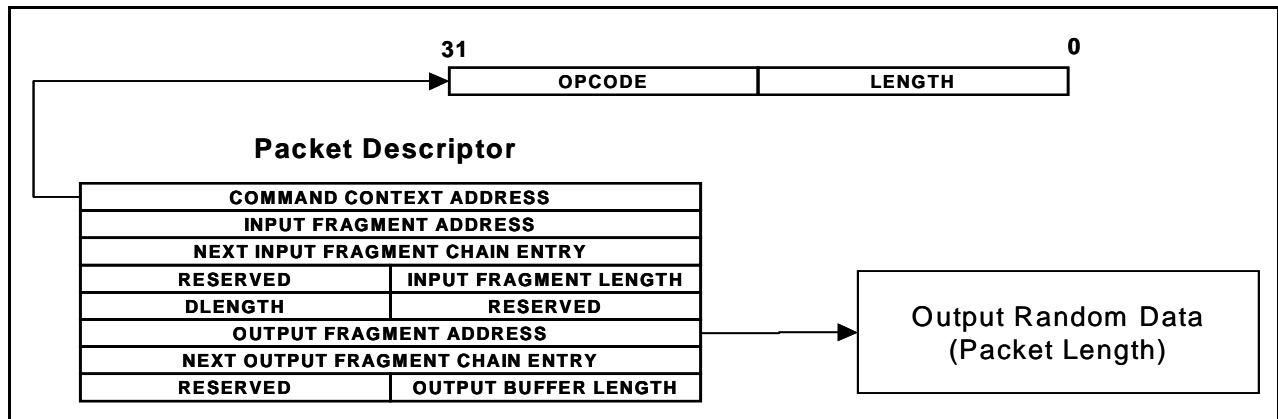 31 0
OPCODE LENGTH
Packet Descriptor
COMMAND CONTEXT ADDRESS
INPUT FRAGMENT ADDRESS
NEXT INPUT FRAGMENT CHAIN ENTRY
RESERVED INPUT FRAGMENT LENGTH
DLENGTH RESERVED
OUTPUT FRAGMENT ADDRESS
NEXT OUTPUT FRAGMENT CHAIN ENTRY
RESERVED OUTPUT BUFFER LENGTH
Output Random Data
(Packet Length)